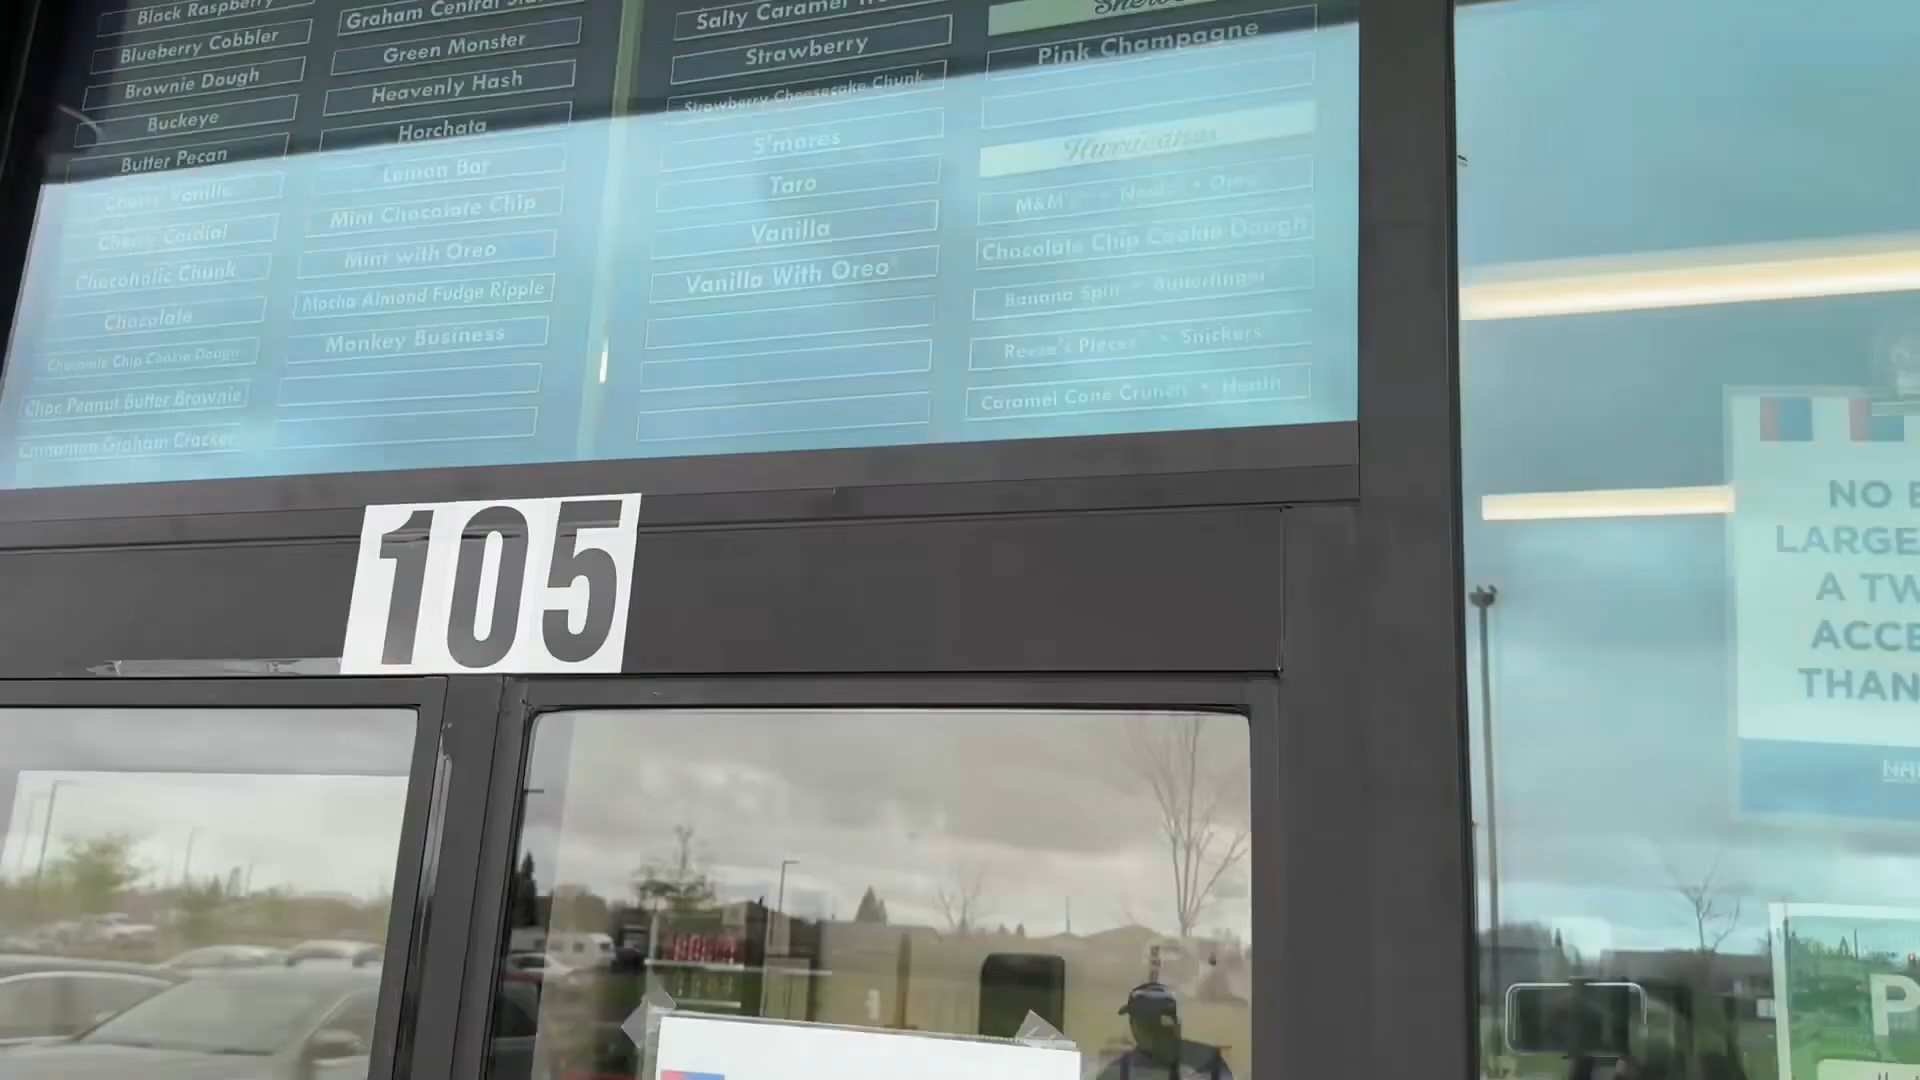 Black Raspberry
Blueberry Cobbler
Brownie Dough
Buckeye
Butter Pecan
Cherry Vanilla
Cherry Cordial
Chocoholic Chunk
Chocolate
Chocolate Chip Cookie Dough
Choc Peanut Butter Brownie
Cinnamon Graham Cracker
Graham Central
Green Monster
Heavenly Hash
Horchata
Lemon Bar
Mint Chocolate Chip
Mint with Oreo
Mocha Almond Fudge Ripple
Monkey Business
Salty Caramel
Strawberry
Strawberry Cheesecake Chunk
S'mores
Taro
Vanilla
Vanilla With Oreo
Pink Champagne
Hurricanes
M&M's • Nerds • Oreo
Chocolate Chip Cookie Dough
Banana Split • Butterfinger
Reese's Pieces • Snickers
Caramel Cone Crunch • Heath
105
NO
LARGE
A TW
ACCE
THAN
P